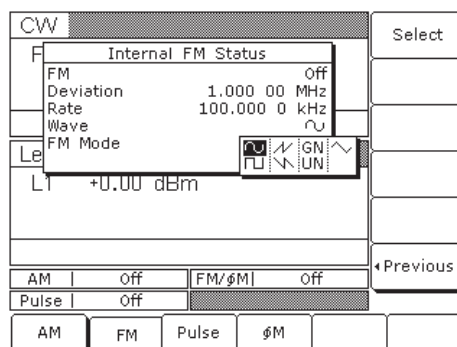 CW
Select
F
Internal FM Status
FM Off
Deviation 1.000 00 MHz
Rate 100.000 0 kHz
Wave
FM Mode
GN
UN
Le
L1 +0.00 dBm
Previous
AM Off FM/ϕM Off
Pulse Off
AM FM Pulse ϕM